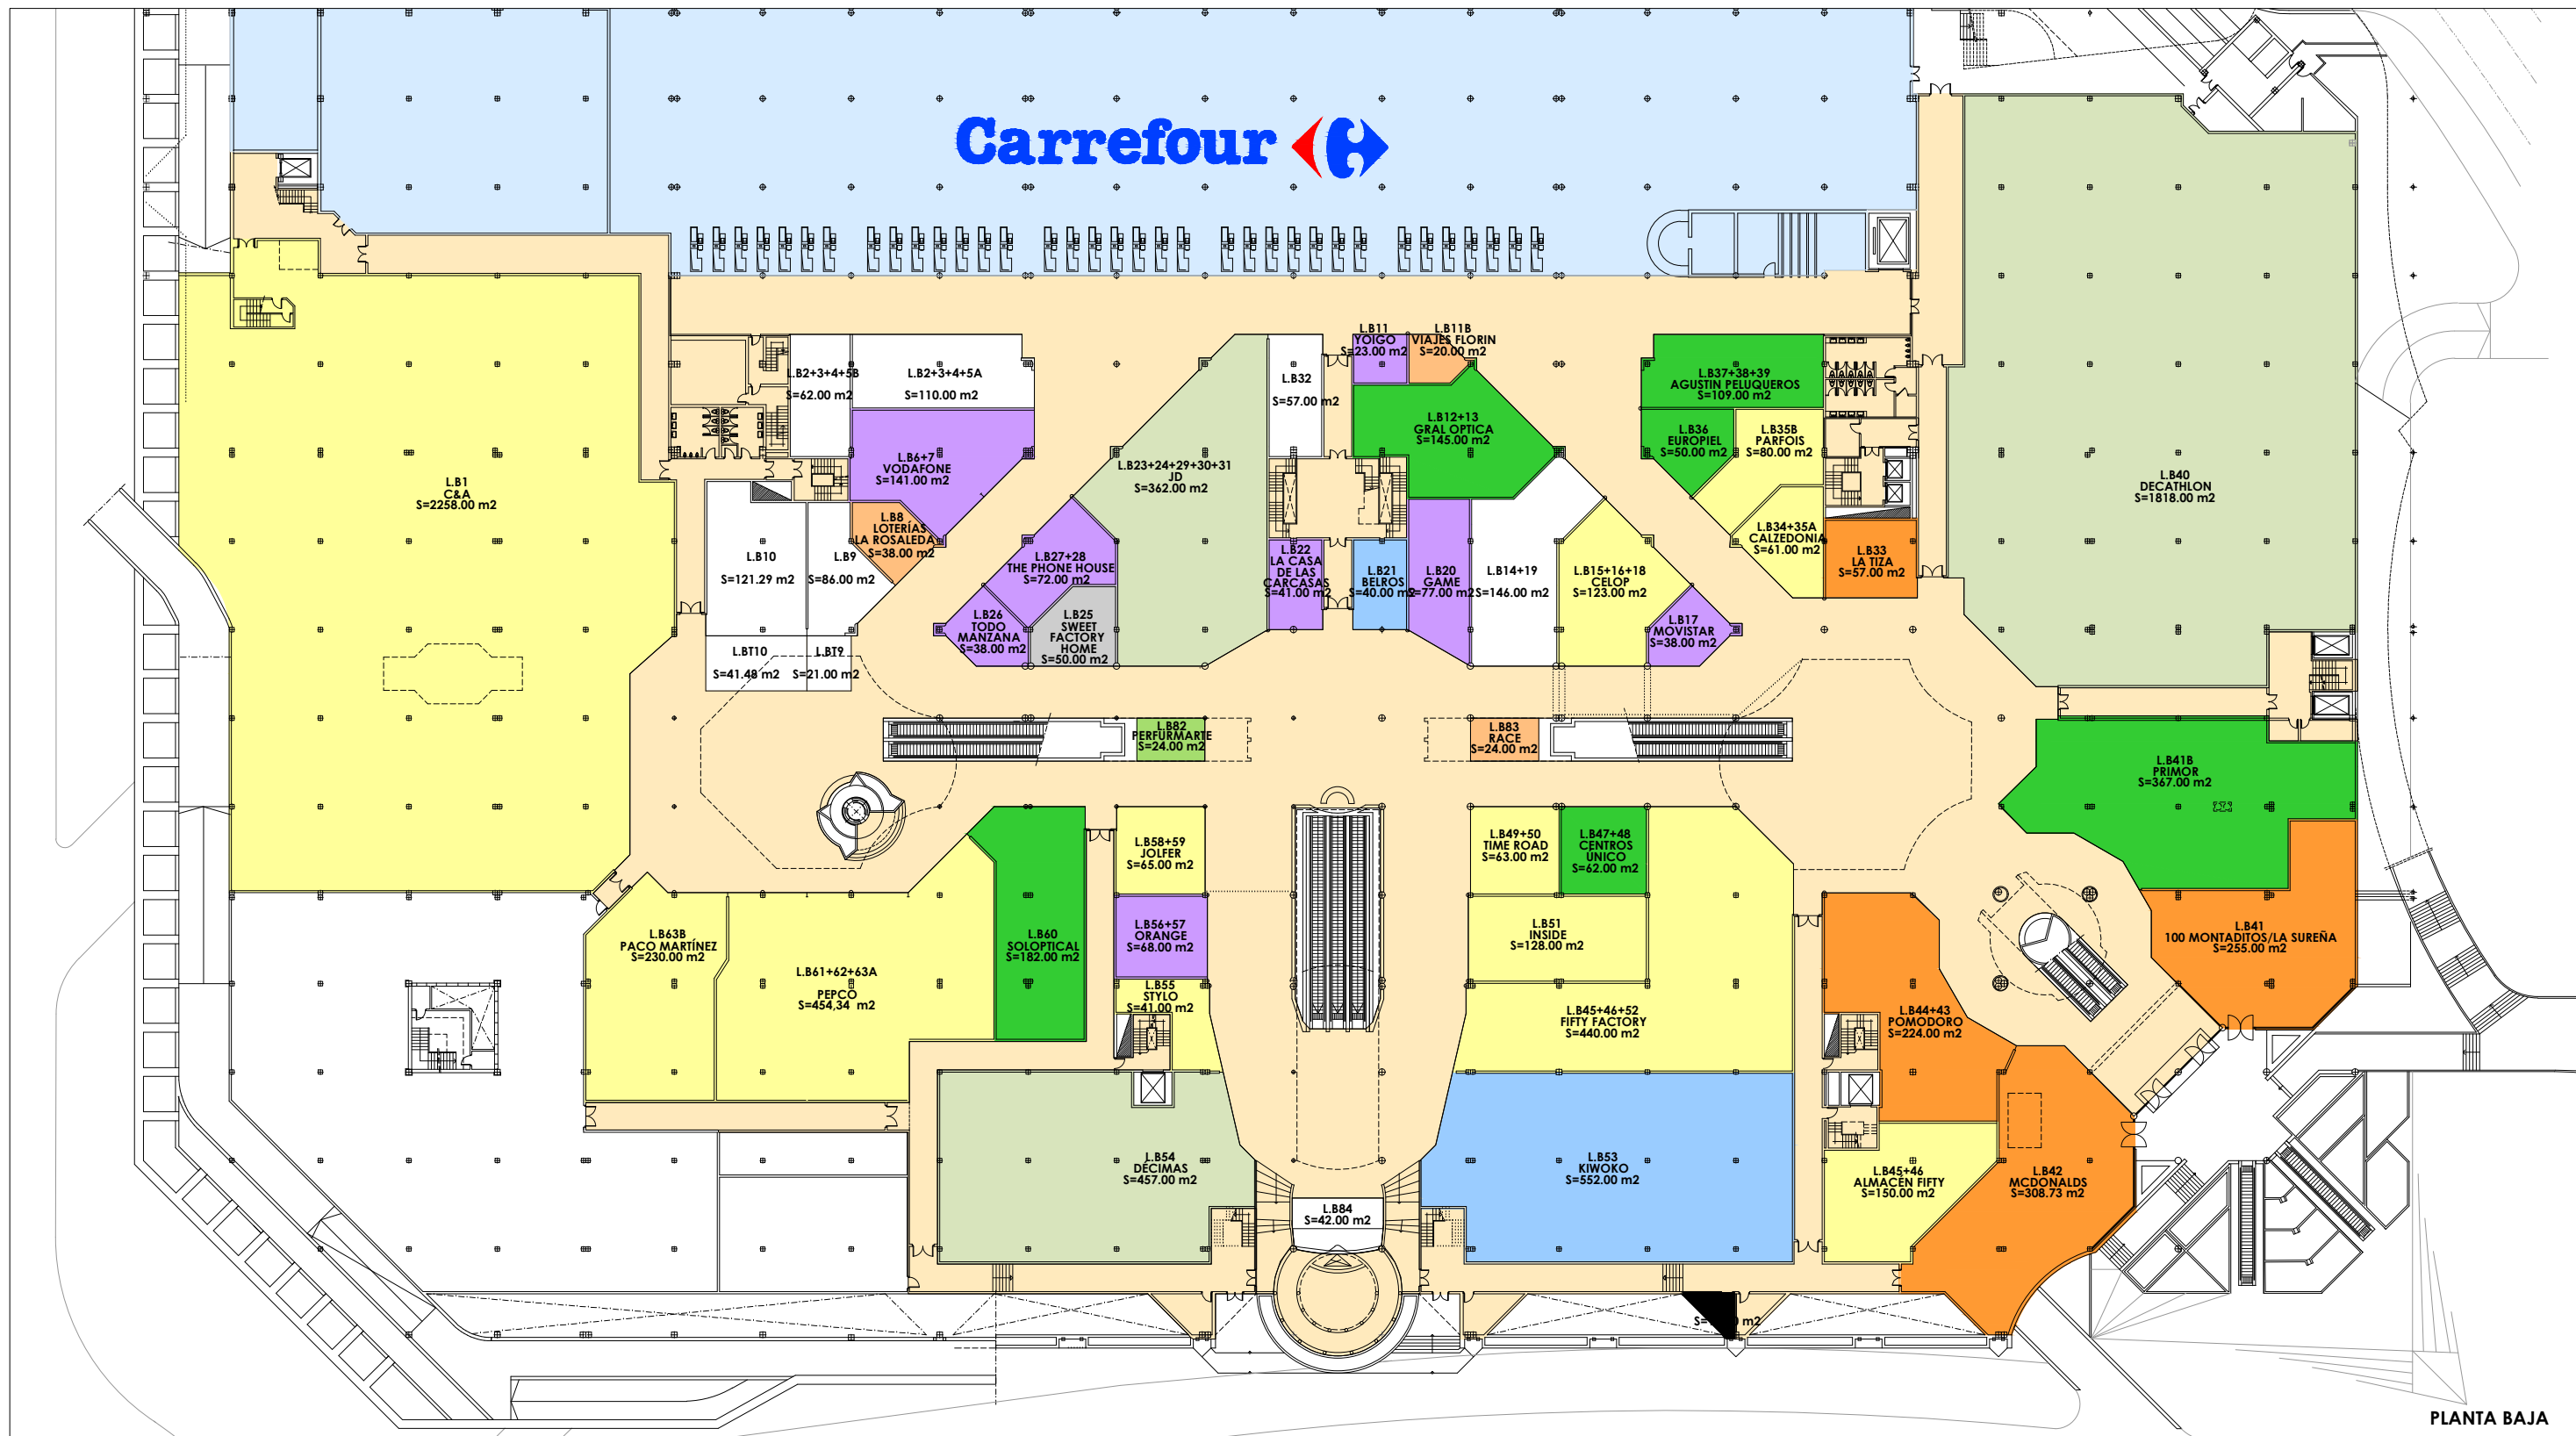 Carrefour
L.B1
C&A
S=2258.00 m2
L.B2+3+4+5B
S=62.00 m2
L.B2+3+4+5A
S=110.00 m2
L.B6+7
VODAFONE
S=141.00 m2
L.B8
LOTERÍAS
LA ROSALEDA
S=38.00 m2
L.B10
S=121.29 m2
L.B9
S=86.00 m2
L.BT10
S=41.48 m2
L.BT9
S=21.00 m2
L.B23+24+29+30+31
JD
S=362.00 m2
L.B27+28
THE PHONE HOUSE
S=72.00 m2
L.B26
TODO
MANZANA
S=38.00 m2
L.B25
SWEET
FACTORY
HOME
S=50.00 m2
L.B32
S=57.00 m2
L.B11
YOIGO
S=23.00 m2
L.B11B
VIAJES FLORIN
S=20.00 m2
L.B12+13
GRAL OPTICA
S=145.00 m2
L.B22
LA CASA
DE LAS
CARCASAS
S=41.00 m2
L.B21
BELROS
S=40.00 m2
L.B20
GAME
S=77.00 m2
L.B14+19
S=146.00 m2
L.B15+16+18
CELOP
S=123.00 m2
L.B17
MOVISTAR
S=38.00 m2
L.B37+38+39
AGUSTIN PELUQUEROS
S=109.00 m2
L.B36
EUROPIEL
S=50.00 m2
L.B35B
PARFOIS
S=80.00 m2
L.B34+35A
CALZEDONIA
S=61.00 m2
L.B33
LA TIZA
S=57.00 m2
L.B40
DECATHLON
S=1818.00 m2
L.B82
PERFURMARTE
S=24.00 m2
L.B83
RACE
S=24.00 m2
L.B41B
PRIMOR
S=367.00 m2
L.B41
100 MONTADITOS/LA SUREÑA
S=255.00 m2
L.B63B
PACO MARTÍNEZ
S=230.00 m2
L.B61+62+63A
PEPCO
S=454,34 m2
L.B60
SOLOPTICAL
S=182.00 m2
L.B58+59
JOLFER
S=65.00 m2
L.B56+57
ORANGE
S=68.00 m2
L.B55
STYLO
S=41.00 m2
L.B49+50
TIME ROAD
S=63.00 m2
L.B47+48
CENTROS
ÚNICO
S=62.00 m2
L.B51
INSIDE
S=128.00 m2
L.B45+46+52
FIFTY FACTORY
S=440.00 m2
L.B44+43
POMODORO
S=224.00 m2
L.B54
DÉCIMAS
S=457.00 m2
L.B53
KIWOKO
S=552.00 m2
L.B45+46
ALMACÉN FIFTY
S=150.00 m2
L.B42
MCDONALDS
S=308.73 m2
L.B84
S=42.00 m2
PLANTA BAJA